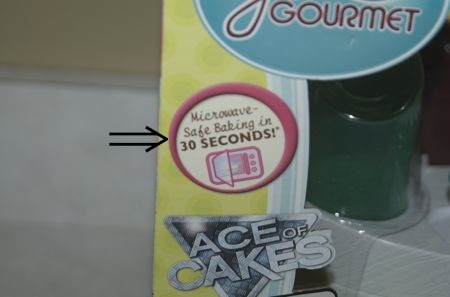 GOURMET
Microwave-
Safe Baking in
30 SECONDS!*
ACE OF
CAKES